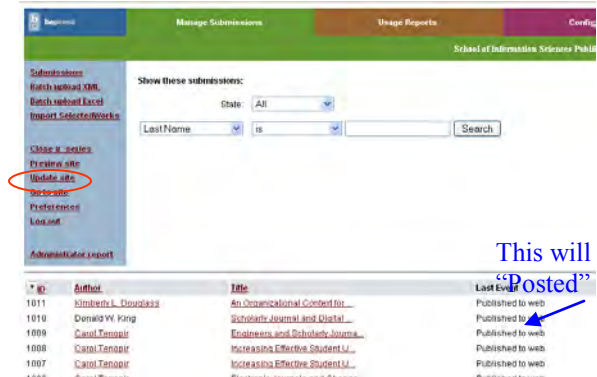 bepress
Manage Submissions
Usage Reports
Config
School of Information Sciences Publi
Submissions
Batch upload XML
Batch upload Excel
Import SelectedWorks
Close a series
Preview site
Update site
Go to site
Preferences
Log out
Administrator report
Show these submissions:
State: All
Last Name is Search
This will
"Posted"
ID Author Title Last Event
1011 Kimberly L. Douglass An Organizational Context for ... Published to web
1010 Donald W. King Scholarly Journal and Digital ... Published to web
1009 Carol Tenopir Engineers and Scholarly Journa... Published to web
1008 Carol Tenopir Increasing Effective Student U... Published to web
1007 Carol Tenopir Increasing Effective Student U... Published to web